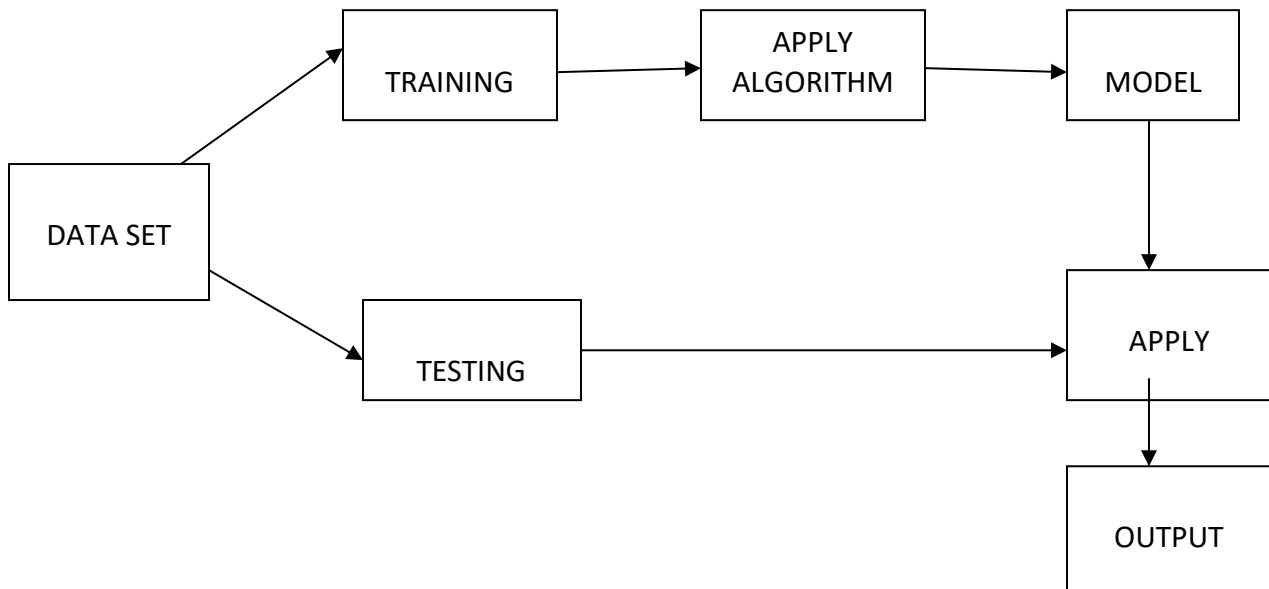 TRAINING
APPLY
ALGORITHM
MODEL
DATA SET
TESTING
APPLY
OUTPUT